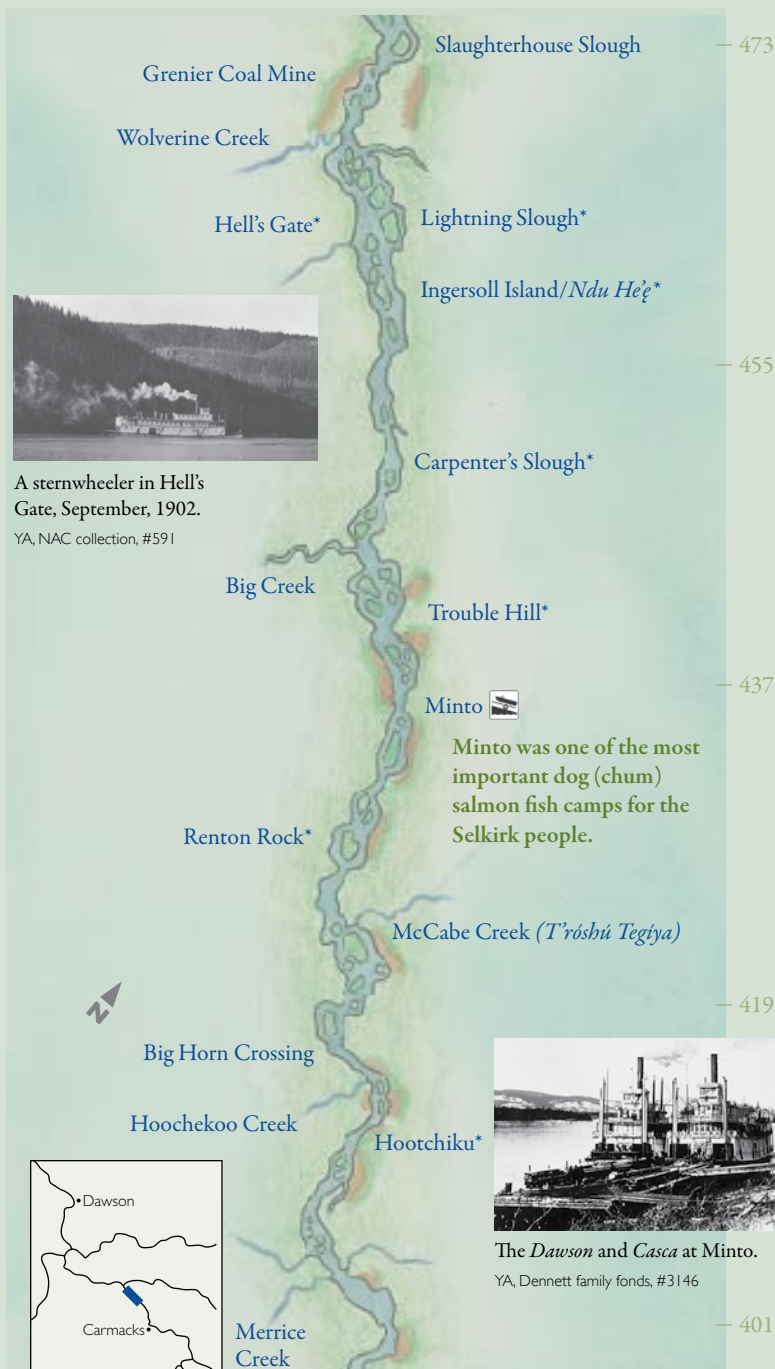 Slaughterhouse Slough
473
Grenier Coal Mine
Wolverine Creek
Hell's Gate*
Lightning Slough*
Ingersoll Island/Ndu He'ę*
455
A sternwheeler in Hell's
Gate, September, 1902.
YA, NAC collection, #591
Carpenter's Slough*
Big Creek
Trouble Hill*
437
Minto
Minto was one of the most
important dog (chum)
salmon fish camps for the
Selkirk people.
Renton Rock*
McCabe Creek (T'róshú Tegíya)
N
419
Big Horn Crossing
Hoochekoo Creek
Hootchiku*
Dawson
The Dawson and Casca at Minto.
YA, Dennett family fonds, #3146
Carmacks
401
Merrice
Creek